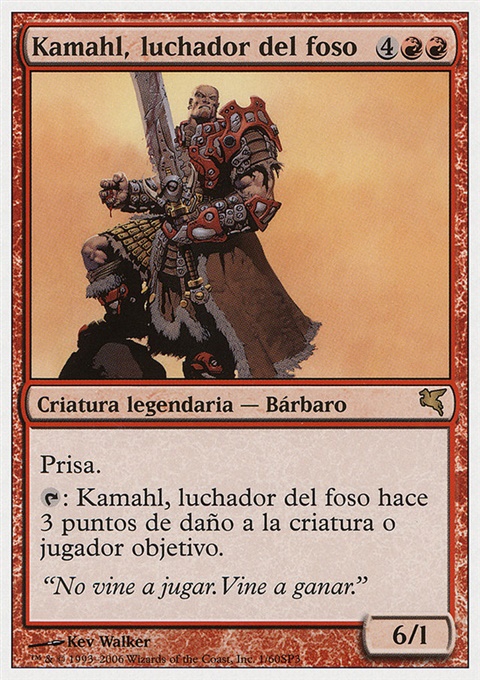 Kamahl, luchador del foso 4
Criatura legendaria — Bárbaro
Prisa.
: Kamahl, luchador del foso hace
3 puntos de daño a la criatura o
jugador objetivo.
“No vine a jugar. Vine a ganar.”
6/1
Kev Walker
™ & © 1993-2006 Wizards of the Coast, Inc. 1/60SP3